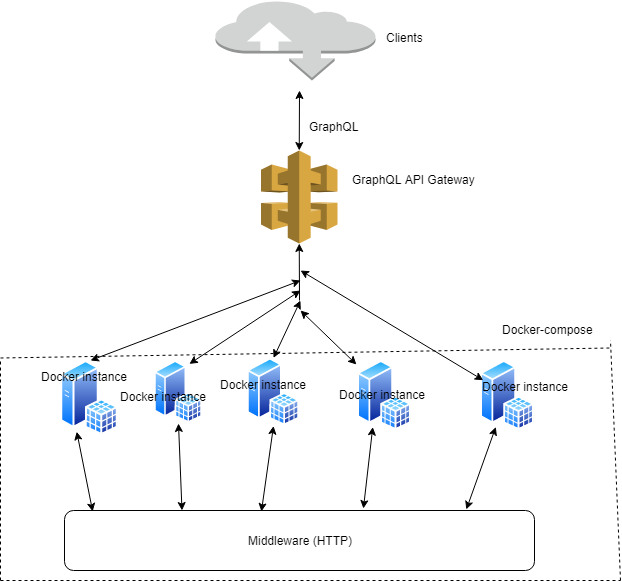 Clients
GraphQL
GraphQL API Gateway
Docker-compose
Docker instance
Docker instance
Docker instance
Docker instance
Docker instance
Middleware (HTTP)